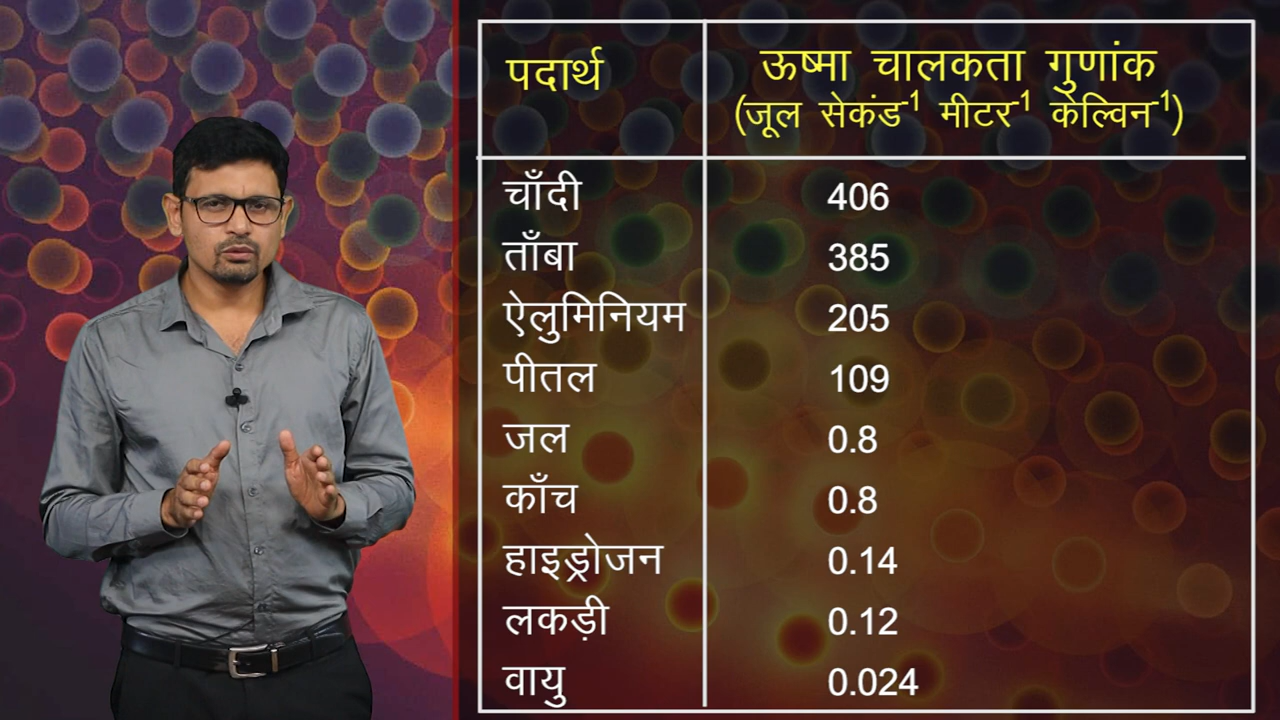 पदार्थ ऊष्मा चालकता गुणांक
(जूल सेकंड⁻¹ मीटर⁻¹ केल्विन⁻¹)
चाँदी 406
ताँबा 385
ऐलुमिनियम 205
पीतल 109
जल 0.8
काँच 0.8
हाइड्रोजन 0.14
लकड़ी 0.12
वायु 0.024